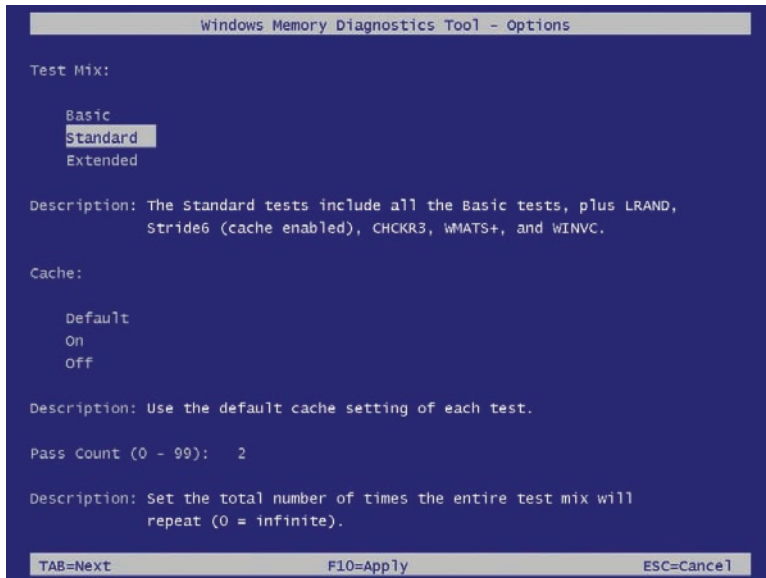 Windows Memory Diagnostics Tool - Options
Test Mix:
Basic
Standard
Extended
Description: The Standard tests include all the Basic tests, plus LRAND,
Stride6 (cache enabled), CHCKR3, WMATS+, and WINVC.
Cache:
Default
On
Off
Description: Use the default cache setting of each test.
Pass Count (0 - 99): 2
Description: Set the total number of times the entire test mix will
repeat (0 = infinite).
TAB=Next F10=Apply ESC=Cancel